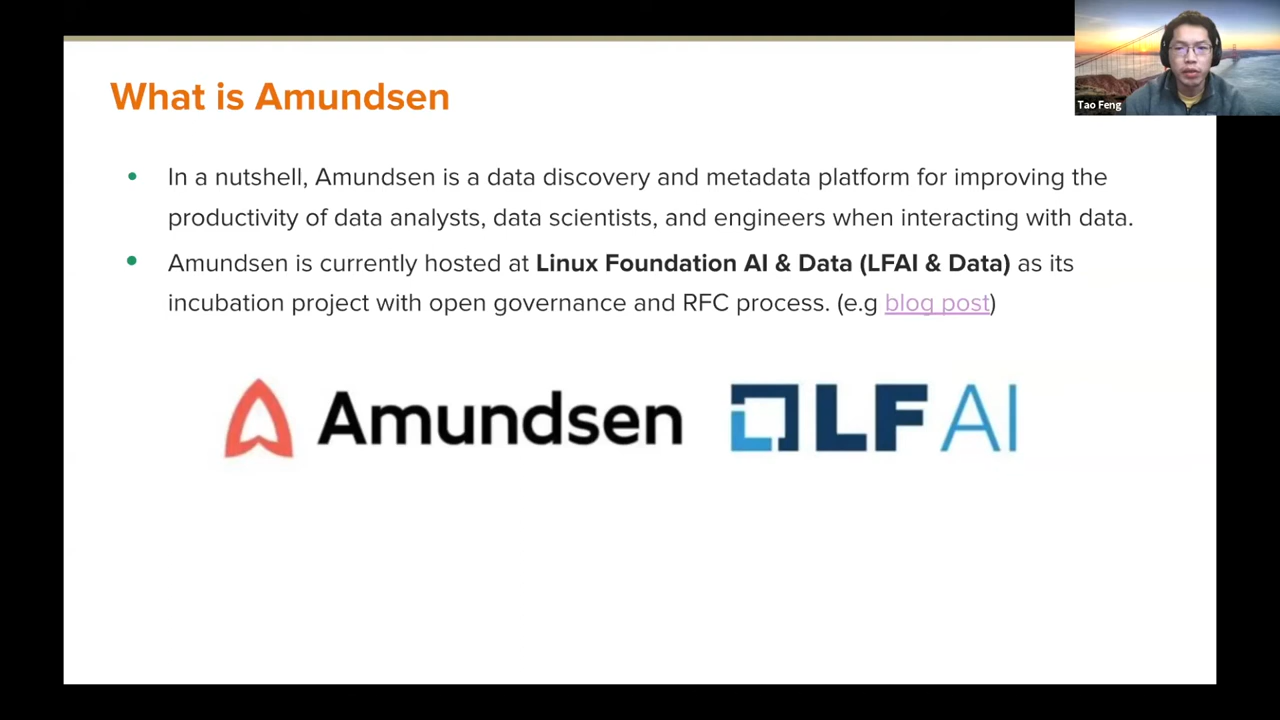 What is Amundsen
Tao Feng
• In a nutshell, Amundsen is a data discovery and metadata platform for improving the
productivity of data analysts, data scientists, and engineers when interacting with data.
• Amundsen is currently hosted at Linux Foundation AI & Data (LFAI & Data) as its
incubation project with open governance and RFC process. (e.g blog post)
Amundsen
LF AI